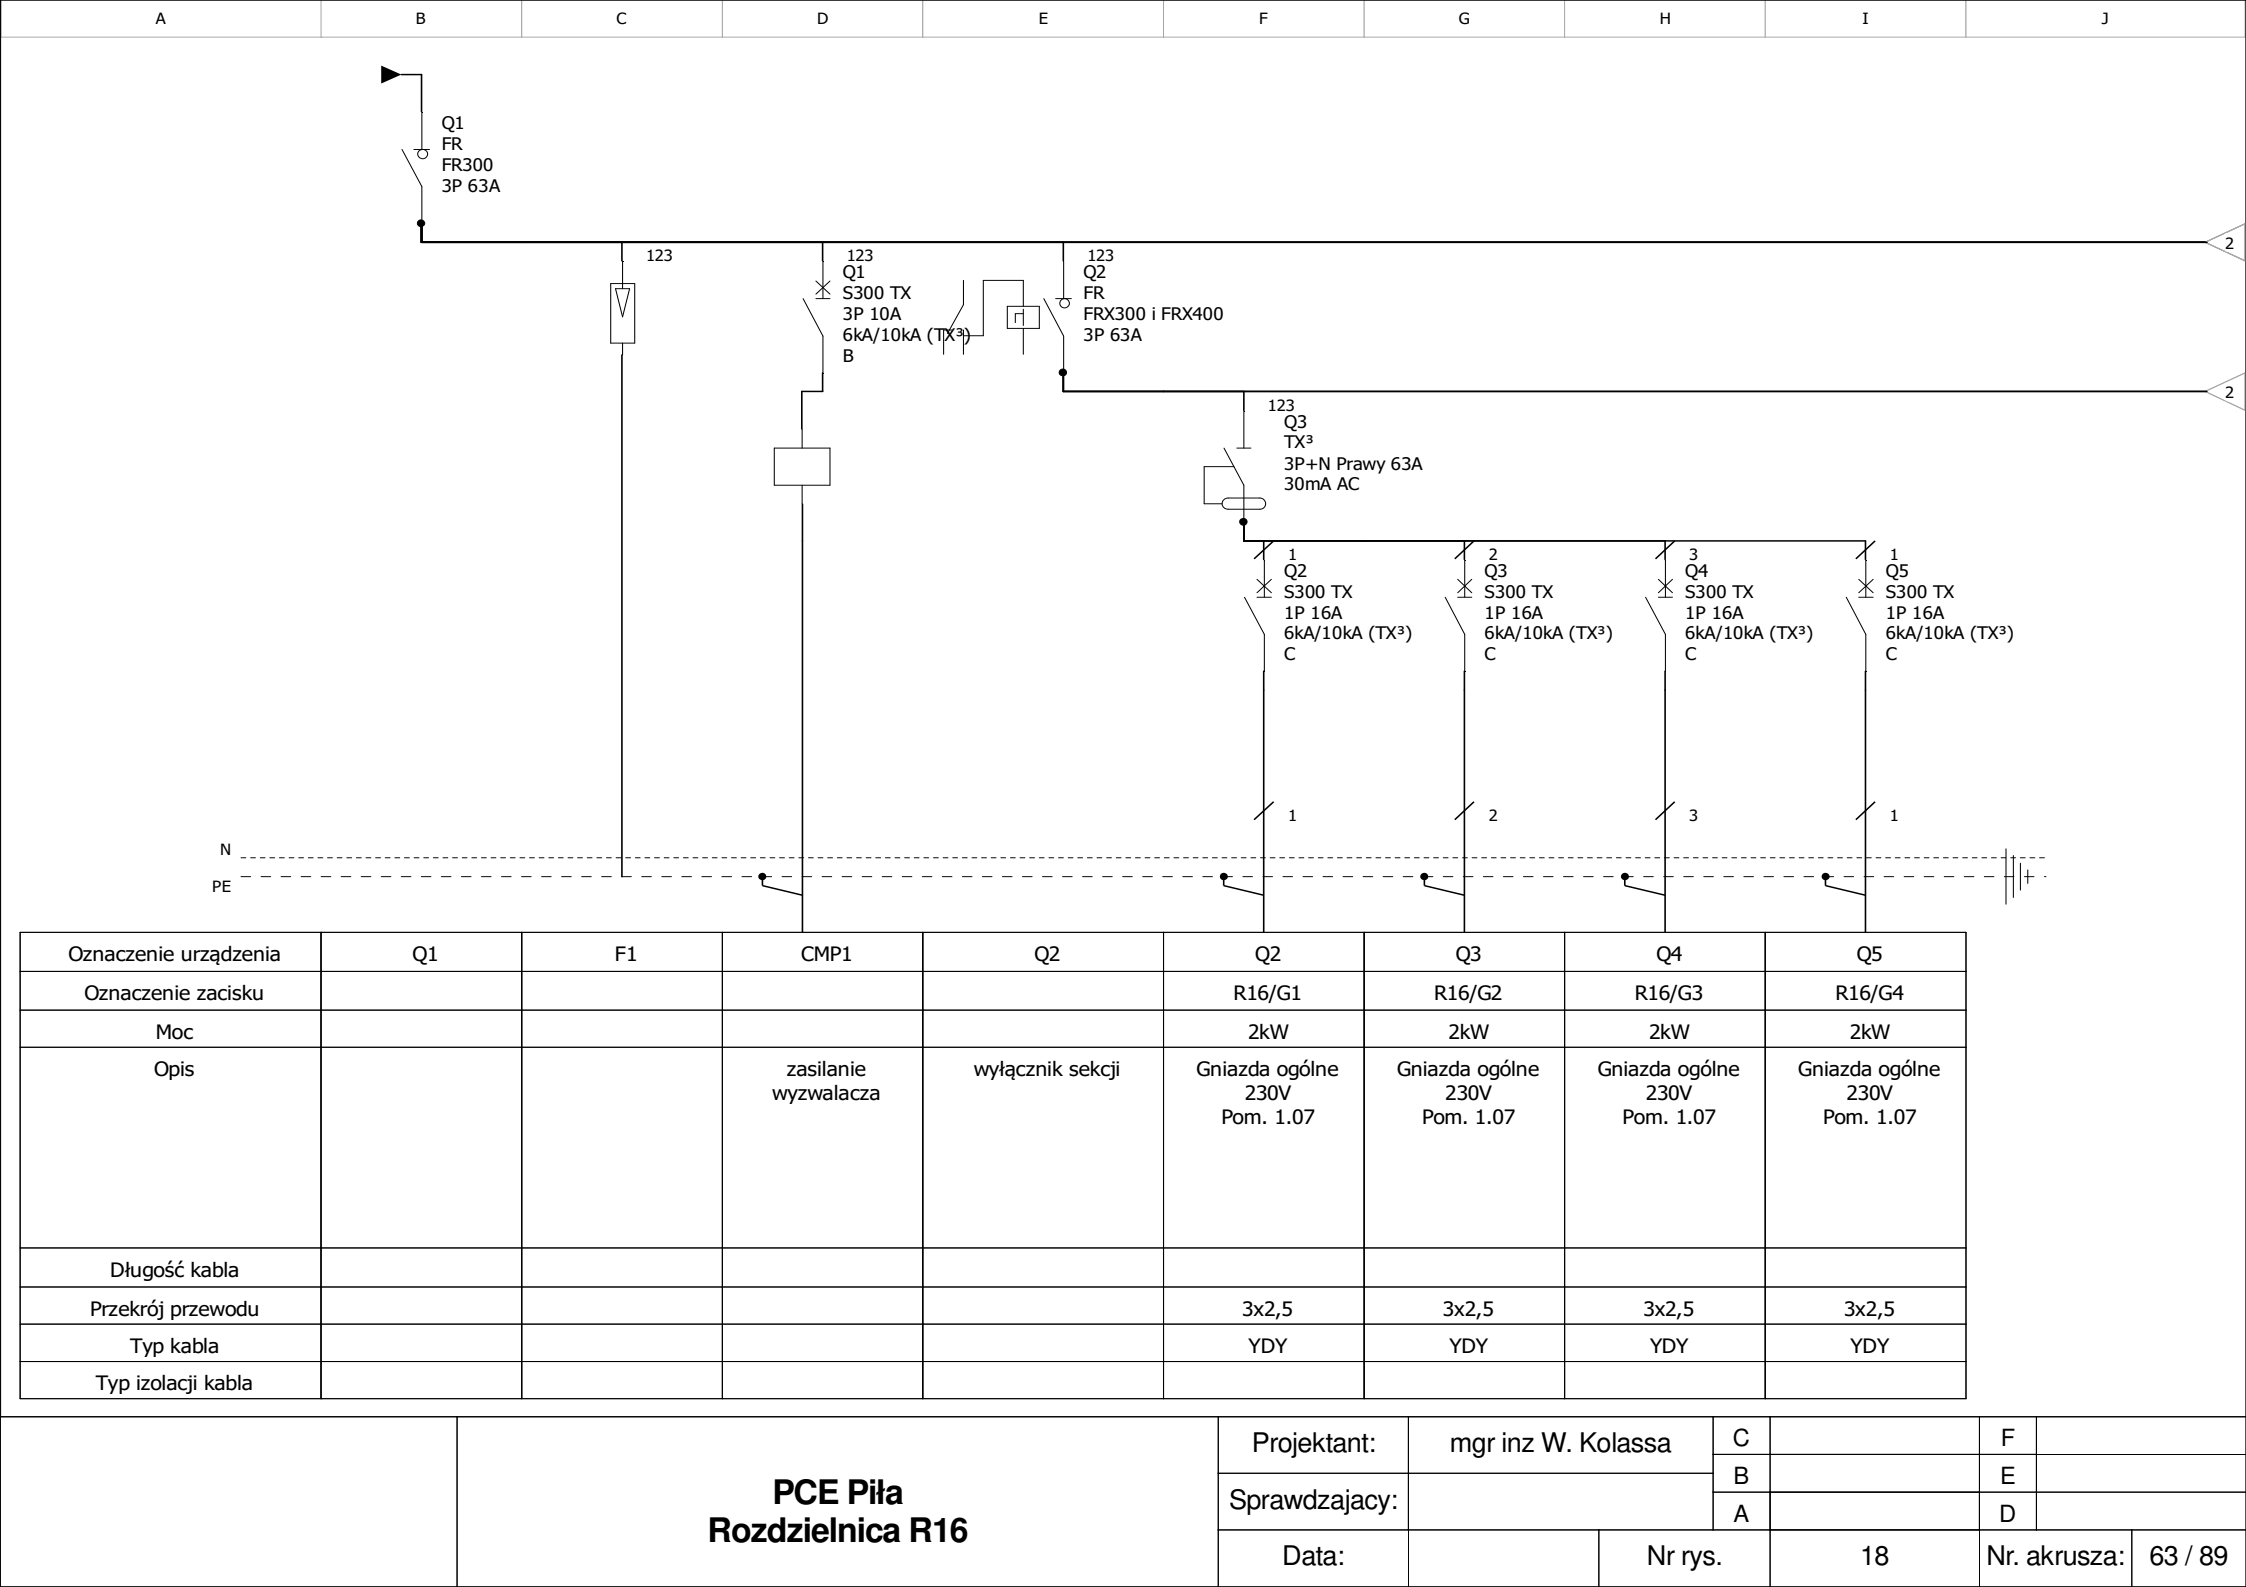 A B C D E F G H I J
Q1
FR
FR300
3P 63A
2
123
123
Q1
S300 TX
3P 10A
6kA/10kA (TX³)
B
123
Q2
FR
FRX300 i FRX400
3P 63A
2
123
Q3
TX³
3P+N Prawy 63A
30mA AC
1
Q2
S300 TX
1P 16A
6kA/10kA (TX³)
C
2
Q3
S300 TX
1P 16A
6kA/10kA (TX³)
C
3
Q4
S300 TX
1P 16A
6kA/10kA (TX³)
C
1
Q5
S300 TX
1P 16A
6kA/10kA (TX³)
C
1 2 3 1
N
PE
Oznaczenie urządzenia Q1 F1 CMP1 Q2 Q2 Q3 Q4 Q5
Oznaczenie zacisku R16/G1 R16/G2 R16/G3 R16/G4
Moc 2kW 2kW 2kW 2kW
Opis
zasilanie
wyzwalacza
wyłącznik sekcji
Gniazda ogólne
230V
Pom. 1.07
Gniazda ogólne
230V
Pom. 1.07
Gniazda ogólne
230V
Pom. 1.07
Gniazda ogólne
230V
Pom. 1.07
Długość kabla
Przekrój przewodu 3x2,5 3x2,5 3x2,5 3x2,5
Typ kabla YDY YDY YDY YDY
Typ izolacji kabla
PCE Piła
Rozdzielnica R16
Projektant: mgr inz W. Kolassa
Sprawdzajacy:
C F
B E
A D
Data: Nr rys. 18 Nr. akrusza: 63 / 89